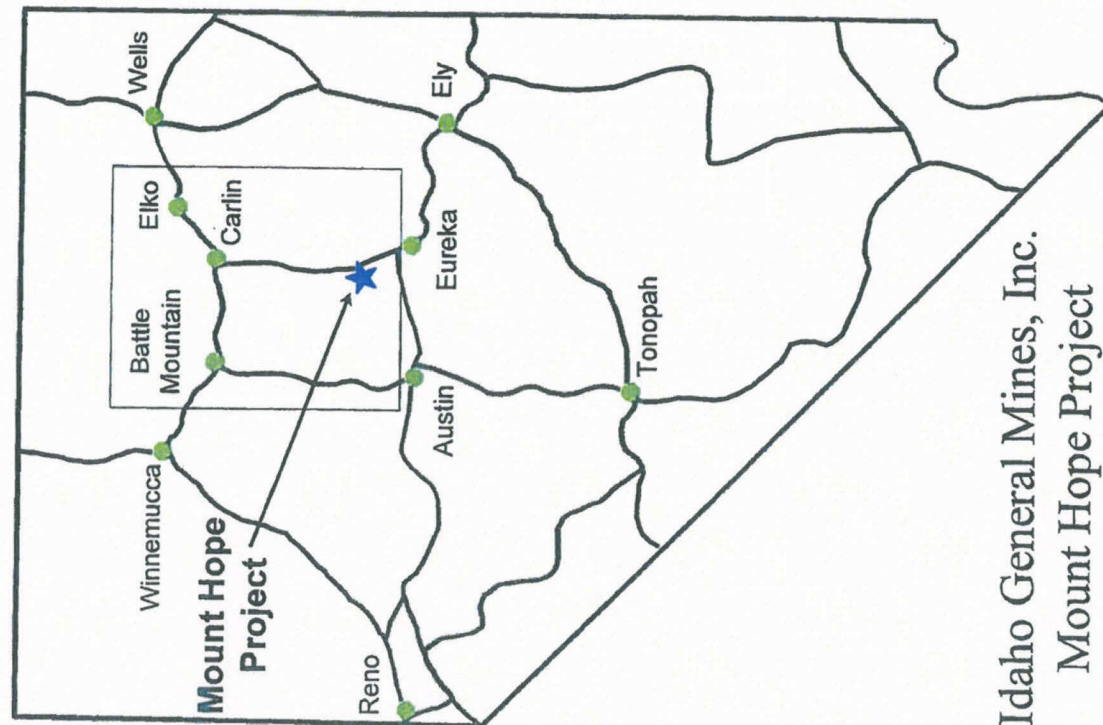 Wells
Elko
Carlin
Battle
Mountain
Winnemucca
Mount Hope
Project
Reno
Ely
Eureka
Austin
Tonopah
Idaho General Mines, Inc.
Mount Hope Project